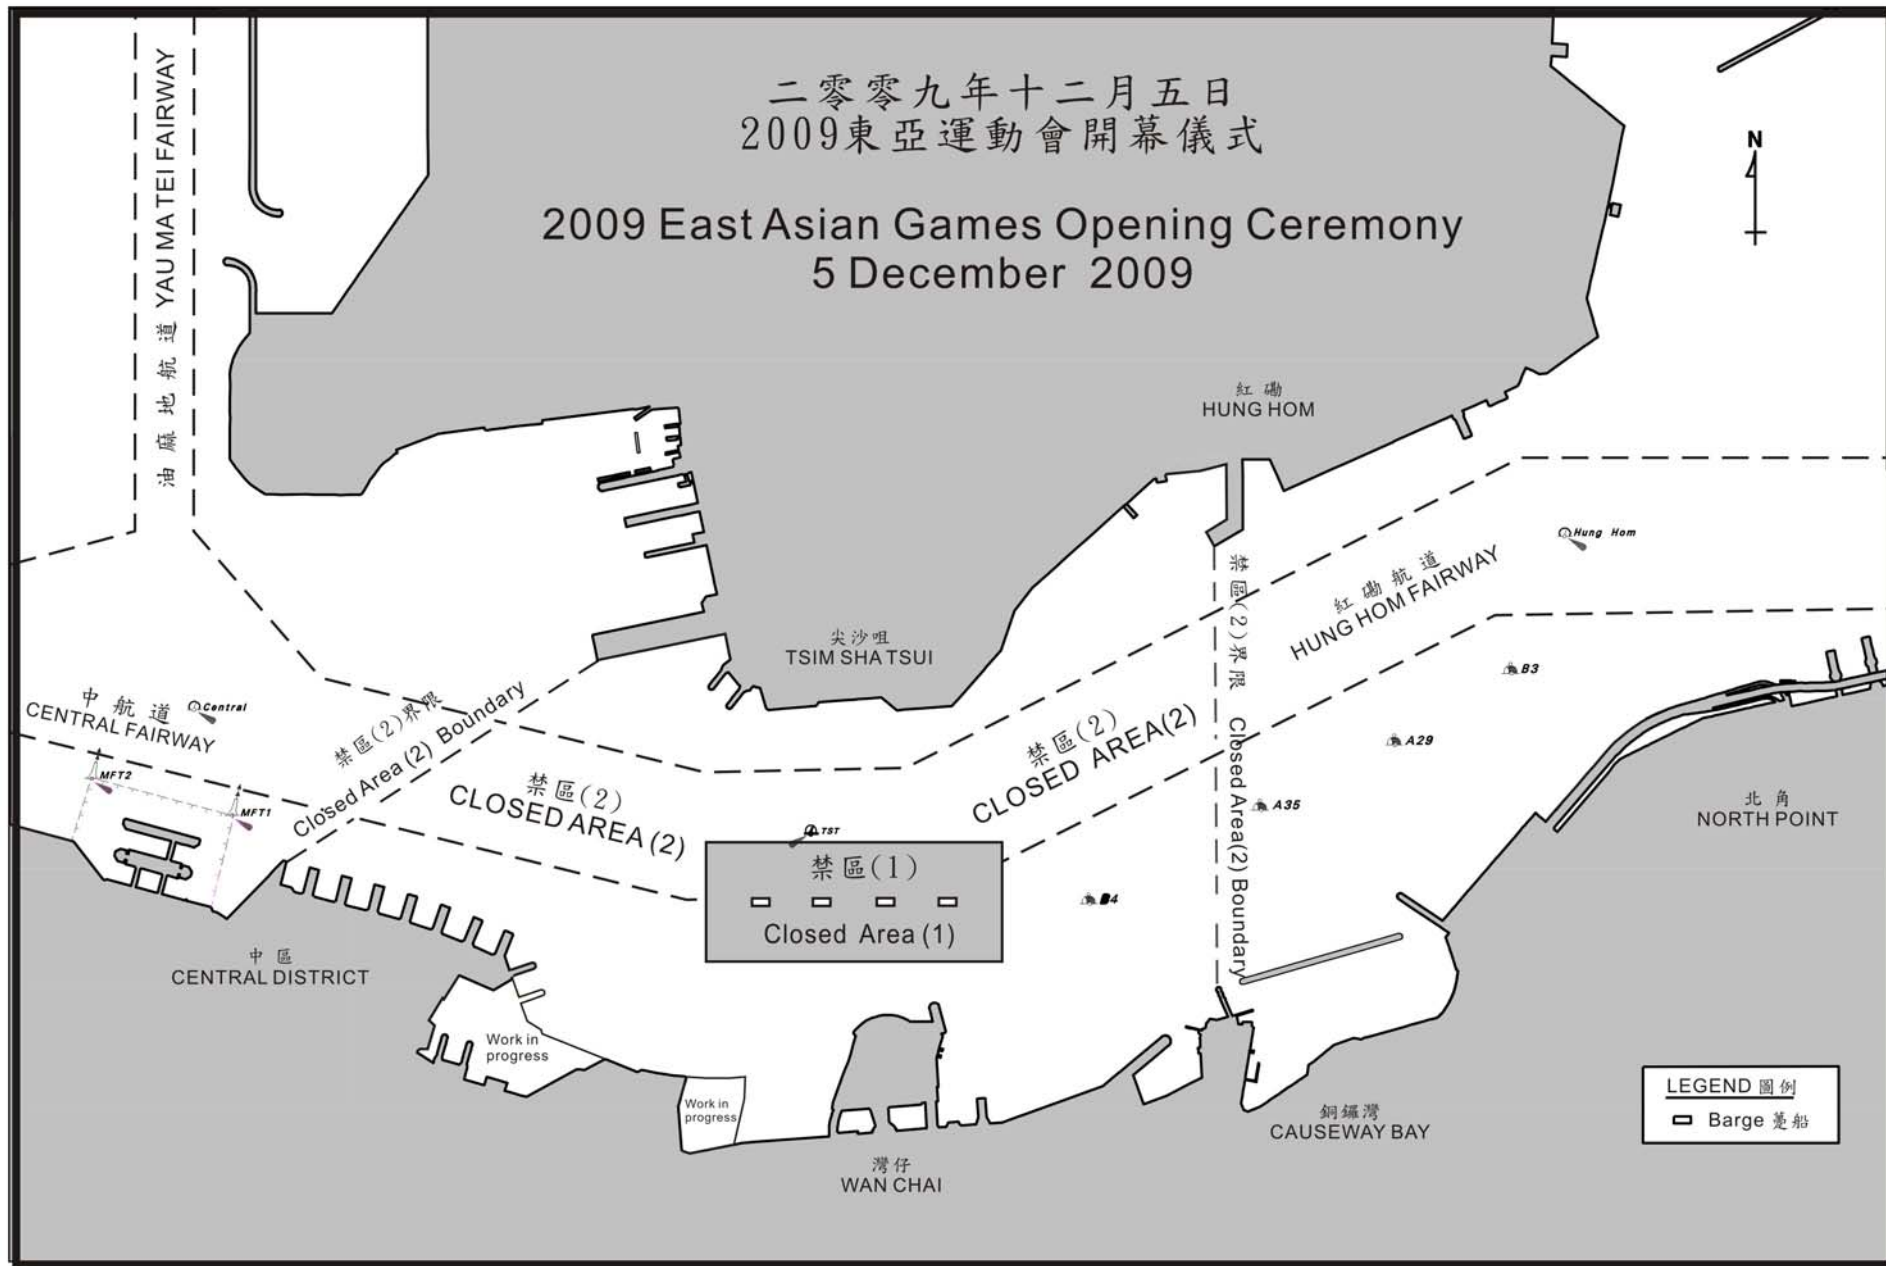 二零零九年十二月五日
2009東亞運動會開幕儀式
2009 East Asian Games Opening Ceremony
5 December 2009
N
油麻地航道 YAU MA TEI FAIRWAY
紅磡
HUNG HOM
Hung Hom
紅磡航道
HUNG HOM FAIRWAY
尖沙咀
TSIM SHA TSUI
中航道
CENTRAL FAIRWAY
Central
MFT2
MFT1
禁區(2)界限
Closed Area (2) Boundary
禁區(2)
CLOSED AREA (2)
禁區(2)
CLOSED AREA(2)
禁區(2)界限 Closed Area(2) Boundary
B3
A29
A35
B4
TST
禁區(1)
Closed Area (1)
北角
NORTH POINT
中區
CENTRAL DISTRICT
Work in
progress
Work in
progress
灣仔
WAN CHAI
銅鑼灣
CAUSEWAY BAY
LEGEND 圖例
Barge 躉船